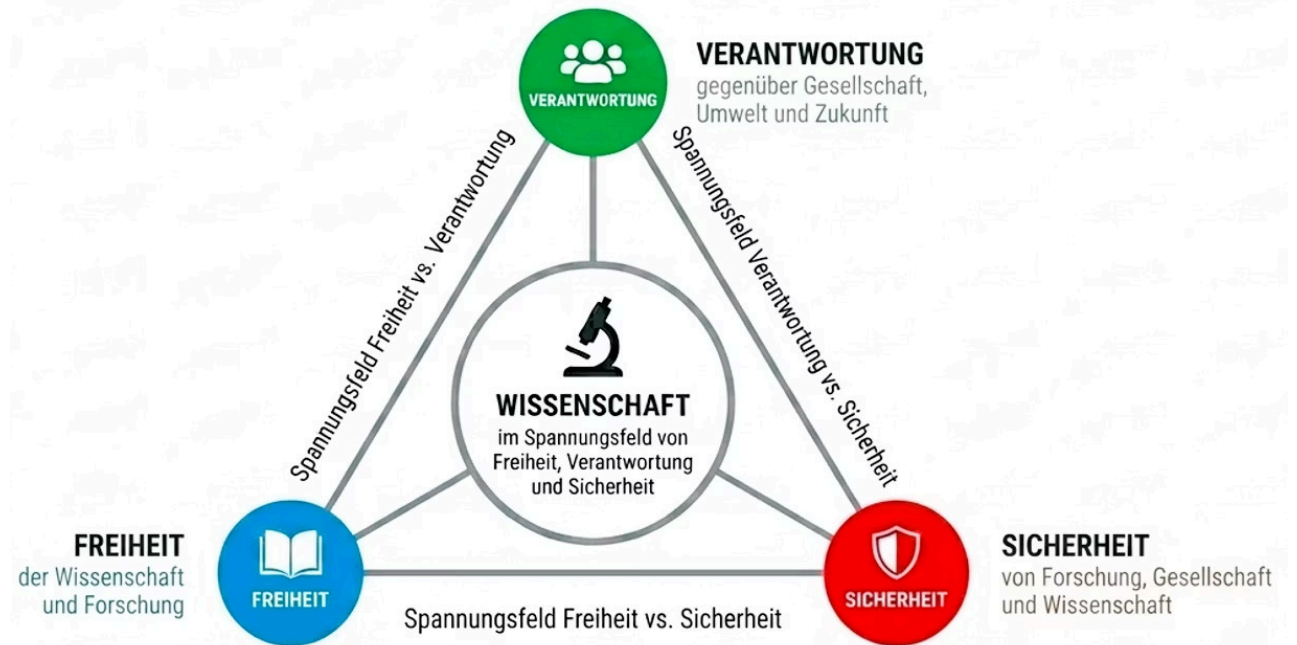 VERANTWORTUNG
VERANTWORTUNG
gegenüber Gesellschaft,
Umwelt und Zukunft
Spannungsfeld Freiheit vs. Verantwortung
Spannungsfeld Verantwortung vs. Sicherheit
WISSENSCHAFT
im Spannungsfeld von
Freiheit, Verantwortung
und Sicherheit
FREIHEIT
der Wissenschaft
und Forschung
FREIHEIT
Spannungsfeld Freiheit vs. Sicherheit
SICHERHEIT
SICHERHEIT
von Forschung, Gesellschaft
und Wissenschaft